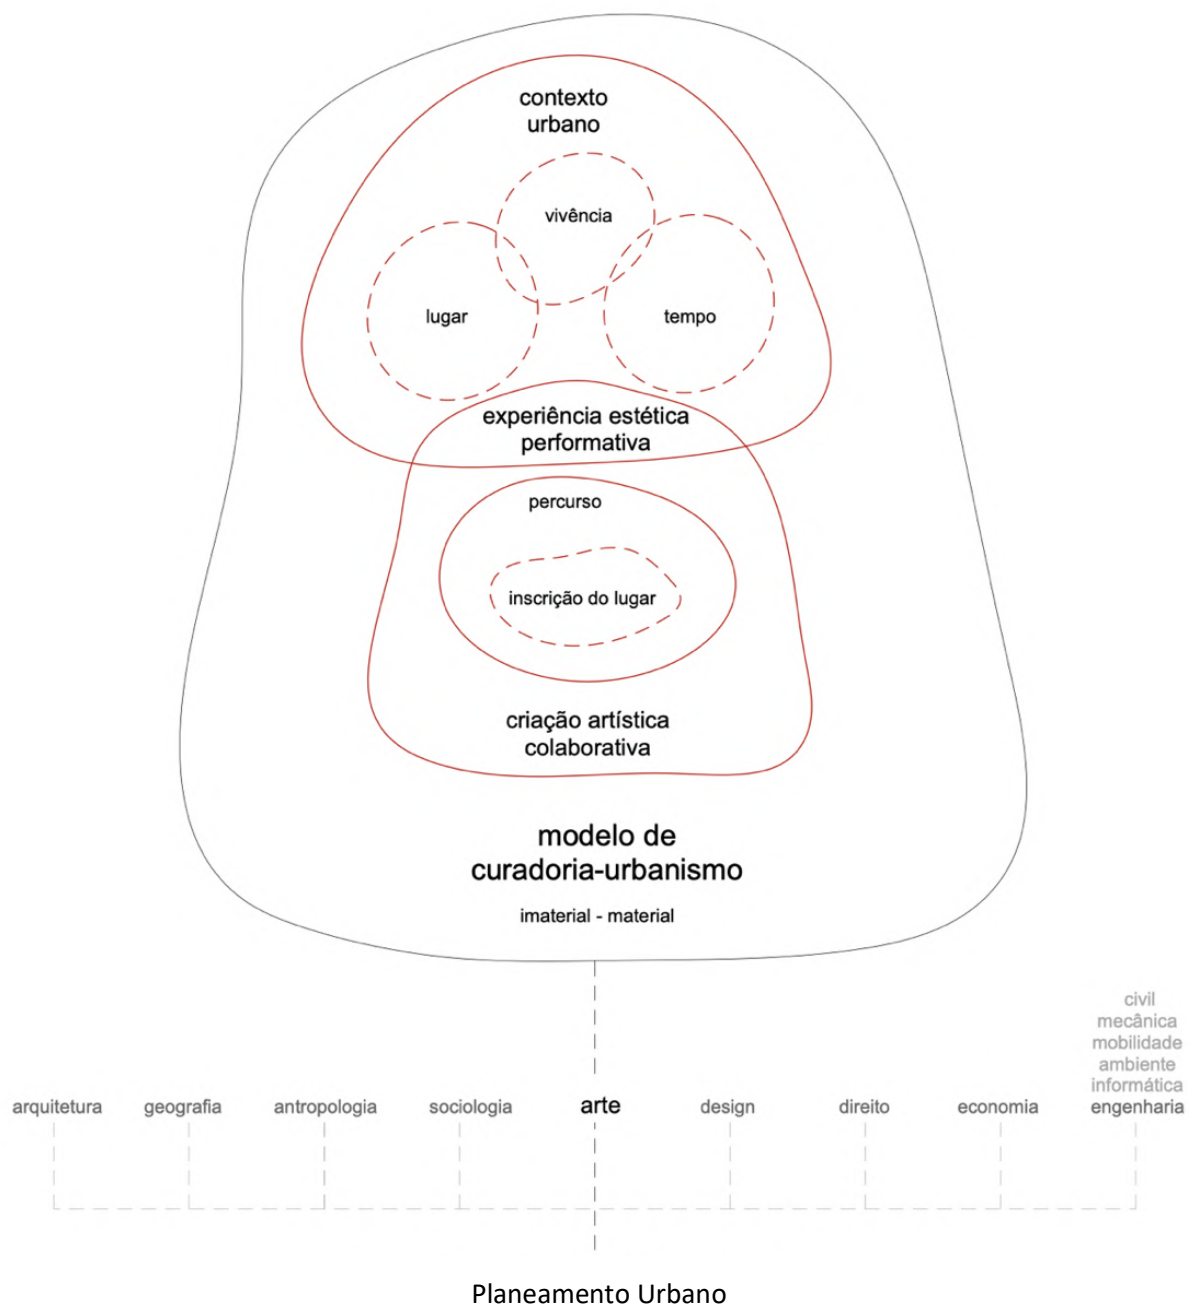 contexto
urbano
vivência
lugar
tempo
experiência estética
performativa
percurso
inscrição do lugar
criação artística
colaborativa
modelo de
curadoria-urbanismo
imaterial - material
civil
mecânica
mobilidade
ambiente
informática
arquitetura geografia antropologia sociologia arte design direito economia engenharia
Planeamento Urbano